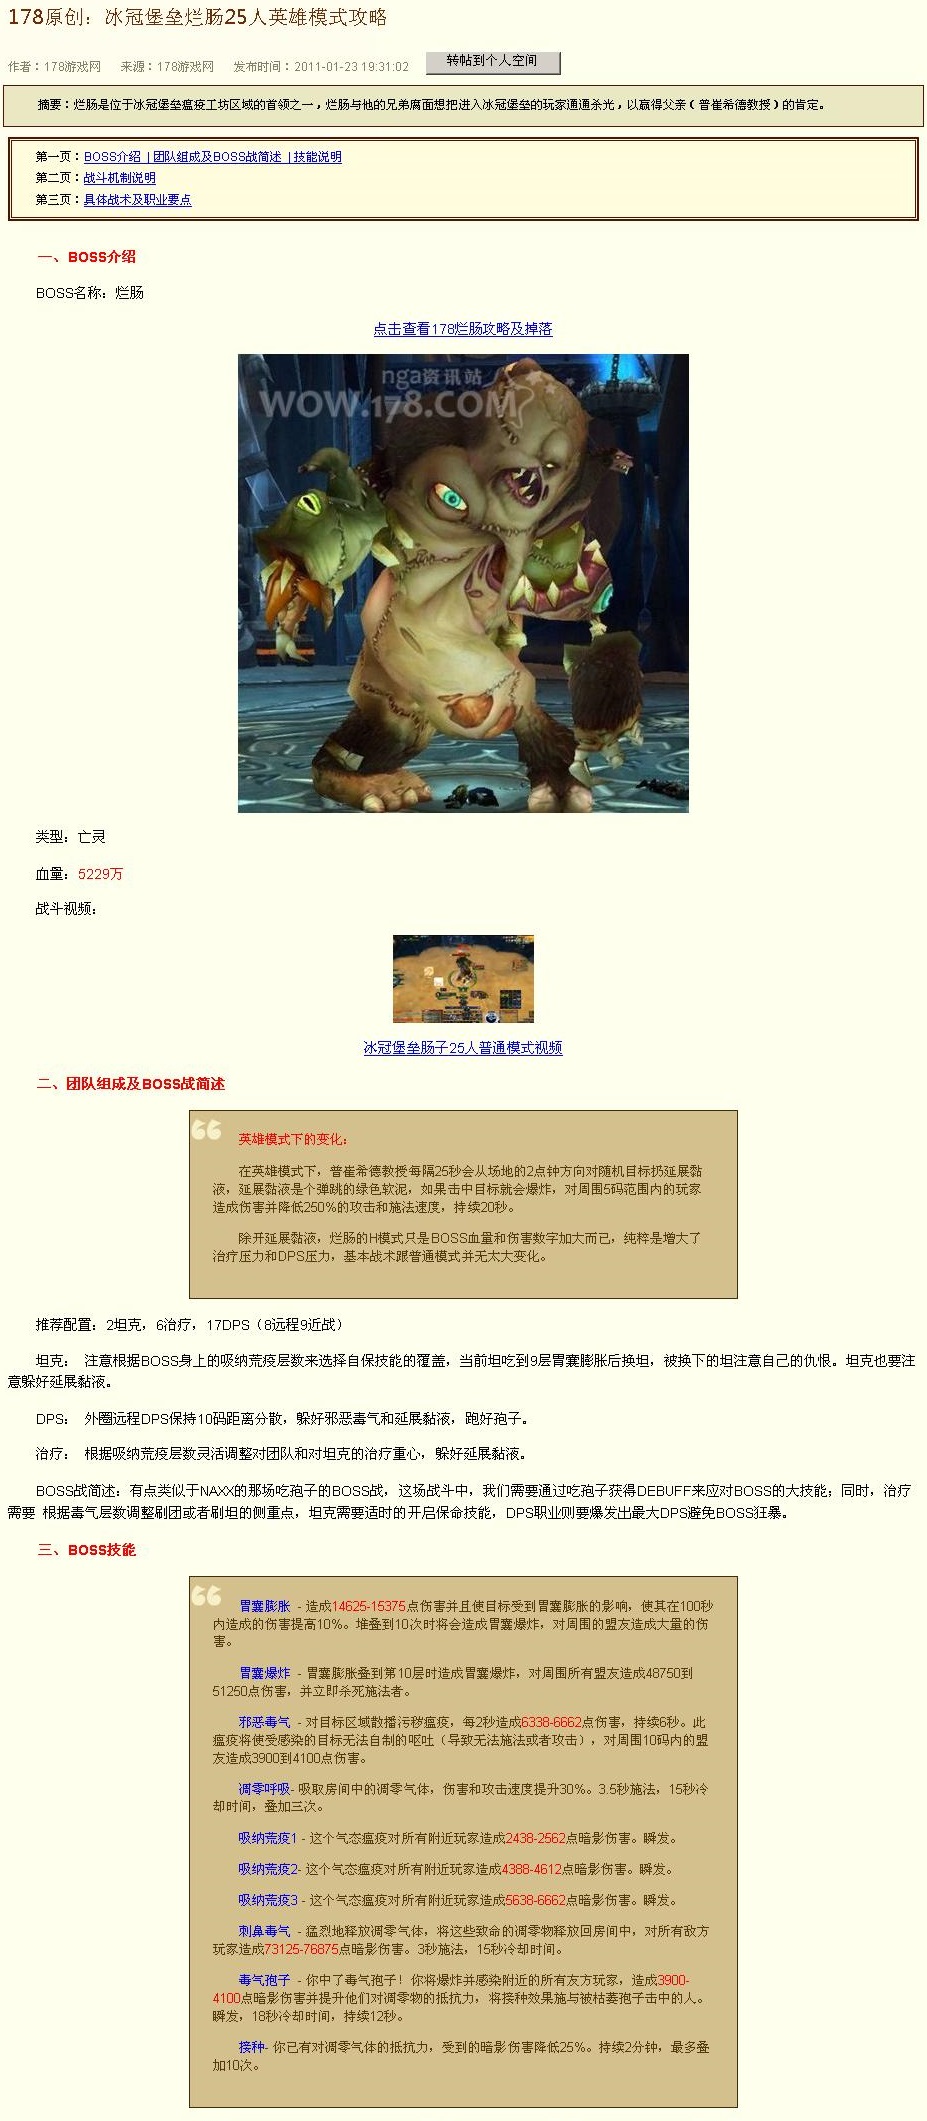 178原创：冰冠堡垒烂肠25人英雄模式攻略
作者：178游戏网 来源：178游戏网 发布时间：2011-01-23 19:31:02 转帖到个人空间
摘要：烂肠是位于冰冠堡垒瘟疫工坊区域的首领之一，烂肠与他的兄弟腐面想把进入冰冠堡垒的玩家通通杀光，以赢得父亲（普崔希德教授）的肯定。
第一页：BOSS介绍 | 团队组成及BOSS战简述 | 技能说明
第二页：战斗机制说明
第三页：具体战术及职业要点
一、BOSS介绍
BOSS名称：烂肠
点击查看178烂肠攻略及掉落
nga资讯站
WOW.178.COM
类型：亡灵
血量：5229万
战斗视频：
冰冠堡垒肠子25人普通模式视频
二、团队组成及BOSS战简述
英雄模式下的变化：
在英雄模式下，普崔希德教授每隔25秒会从场地的2点钟方向对随机目标扔延展黏
液，延展黏液是个弹跳的绿色软泥，如果击中目标就会爆炸，对周围5码范围内的玩家
造成伤害并降低250%的攻击和施法速度，持续20秒。
除开延展黏液，烂肠的H模式只是BOSS血量和伤害数字加大而已，纯粹是增大了
治疗压力和DPS压力，基本战术跟普通模式并无太大变化。
推荐配置：2坦克，6治疗，17DPS（8远程9近战）
坦克： 注意根据BOSS身上的吸纳荒疫层数来选择自保技能的覆盖，当前坦吃到9层胃囊膨胀后换坦，被换下的坦注意自己的仇恨。坦克也要注
意躲好延展黏液。
DPS： 外圈远程DPS保持10码距离分散，躲好邪恶毒气和延展黏液，跑好孢子。
治疗： 根据吸纳荒疫层数灵活调整对团队和对坦克的治疗重心，躲好延展黏液。
BOSS战简述：有点类似于NAXX的那场吃孢子的BOSS战，这场战斗中，我们需要通过吃孢子获得DEBUFF来应对BOSS的大技能；同时，治疗
需要 根据毒气层数调整刷团或者刷坦的侧重点，坦克需要适时的开启保命技能，DPS职业则要爆发出最大DPS避免BOSS狂暴。
三、BOSS技能
胃囊膨胀 - 造成14625-15375点伤害并且使目标受到胃囊膨胀的影响，使其在100秒
内造成的伤害提高10%。堆叠到10次时将会造成胃囊爆炸，对周围的盟友造成大量的伤
害。
胃囊爆炸 - 胃囊膨胀叠到第10层时造成胃囊爆炸，对周围所有盟友造成48750到
51250点伤害，并立即杀死施法者。
邪恶毒气 - 对目标区域散播污秽瘟疫，每2秒造成6338-6662点伤害，持续6秒。此
瘟疫将使受感染的目标无法自制的呕吐（导致无法施法或者攻击），对周围10码内的盟
友造成3900到4100点伤害。
凋零呼吸- 吸取房间中的凋零气体，伤害和攻击速度提升30%。3.5秒施法，15秒冷
却时间，叠加三次。
吸纳荒疫1 - 这个气态瘟疫对所有附近玩家造成2438-2562点暗影伤害。瞬发。
吸纳荒疫2- 这个气态瘟疫对所有附近玩家造成4388-4612点暗影伤害。瞬发。
吸纳荒疫3 - 这个气态瘟疫对所有附近玩家造成5638-6662点暗影伤害。瞬发。
刺鼻毒气 - 猛烈地释放凋零气体，将这些致命的凋零物释放回房间中，对所有敌方
玩家造成73125-76875点暗影伤害。3秒施法，15秒冷却时间。
毒气孢子 - 你中了毒气孢子！你将爆炸并感染附近的所有友方玩家，造成3900-
4100点暗影伤害并提升他们对凋零物的抵抗力，将接种效果施与被枯萎孢子击中的人。
瞬发，18秒冷却时间，持续12秒。
接种- 你已有对凋零气体的抵抗力，受到的暗影伤害降低25%。持续2分钟，最多叠
加10次。